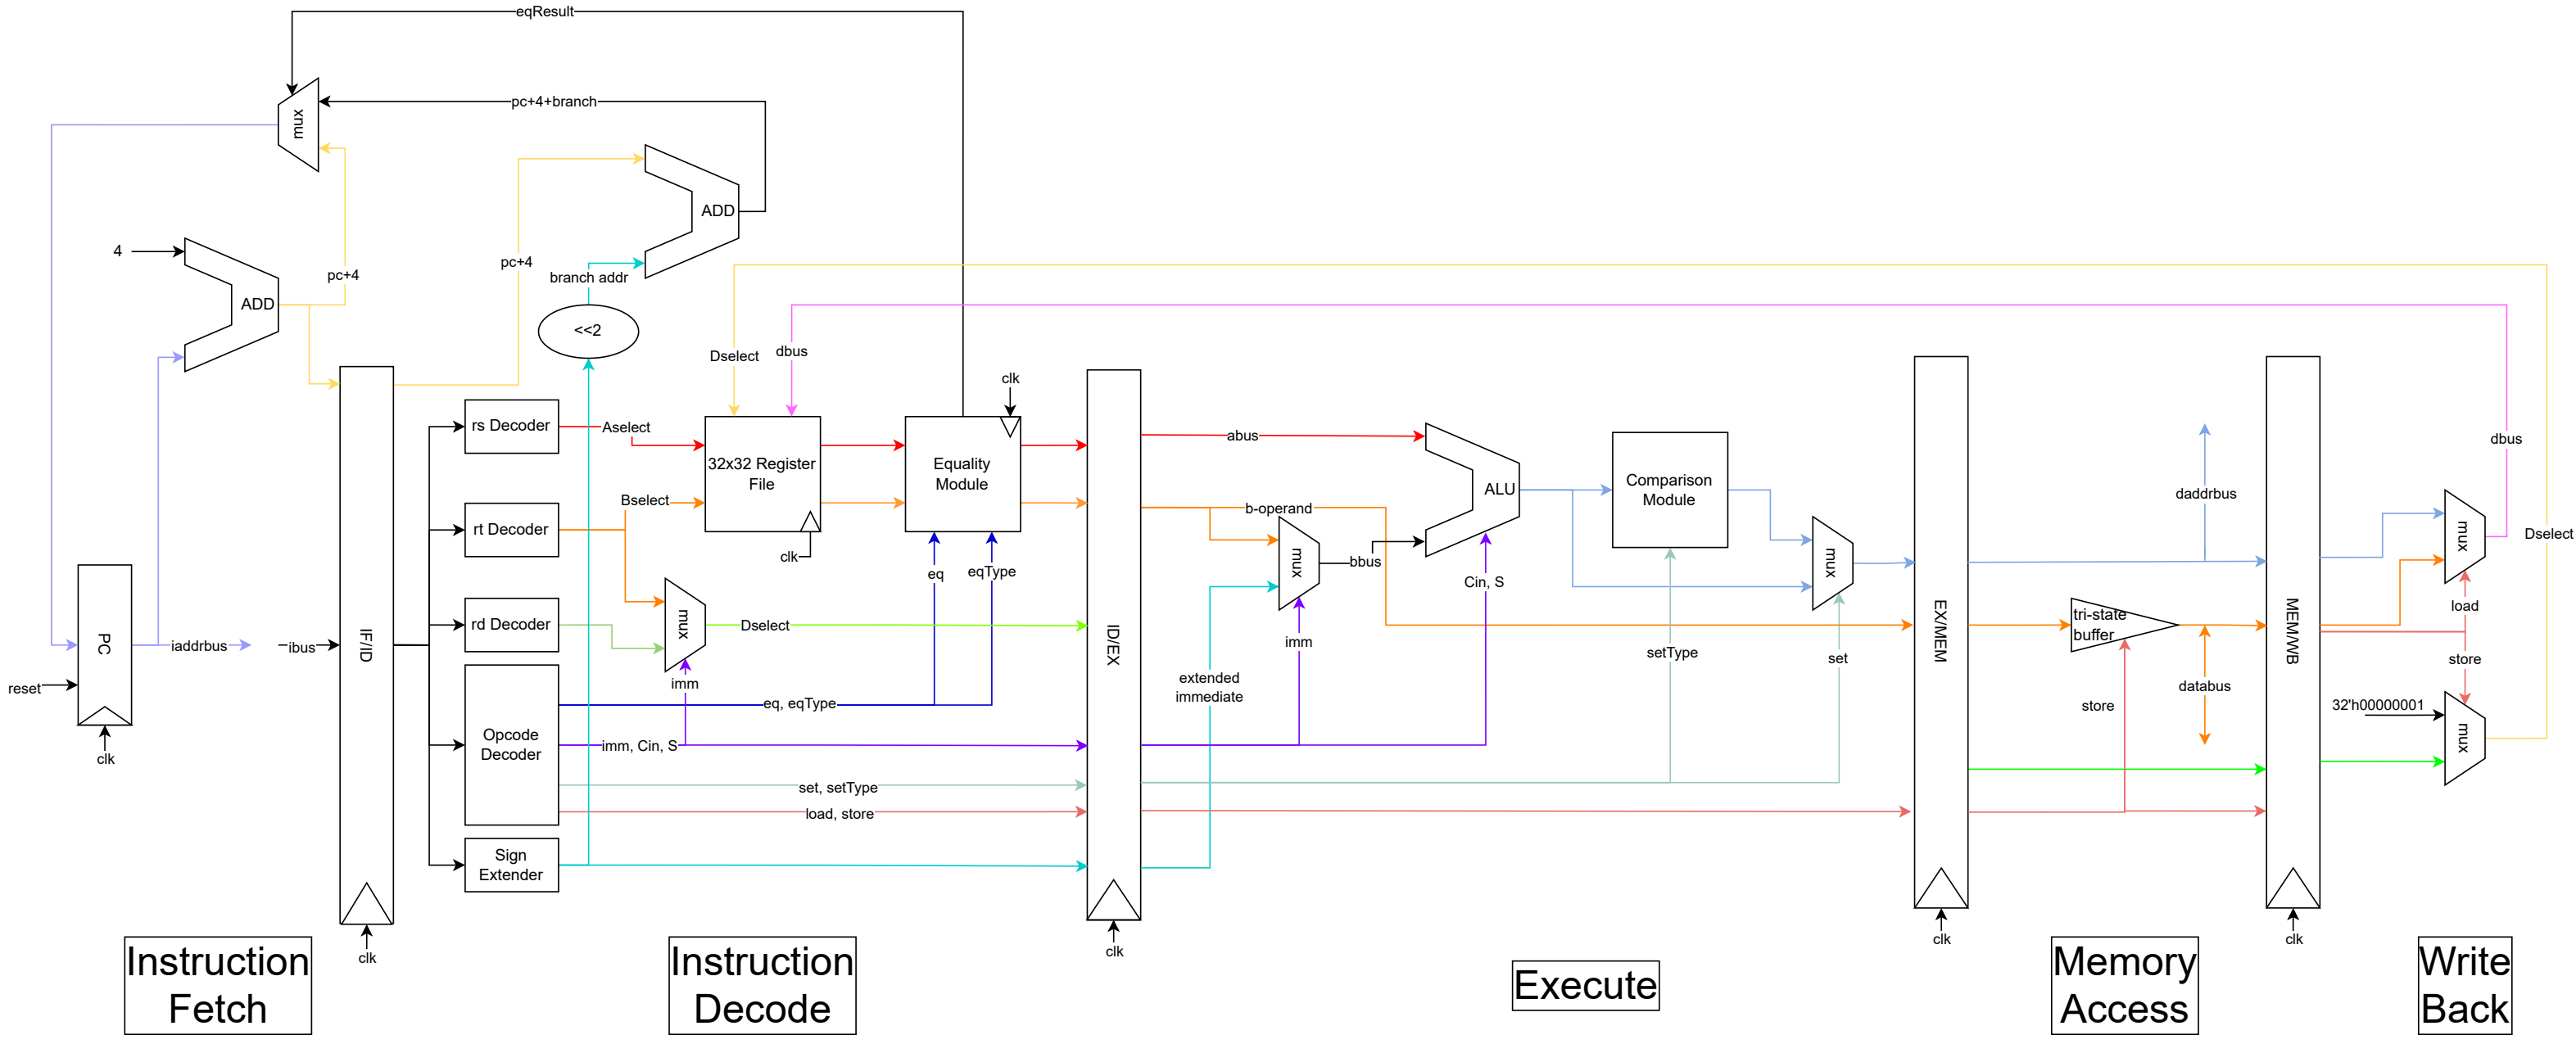 eqResult
mux
pc+4+branch
4
ADD
pc+4
pc+4
ADD
branch addr
<<2
Dselect
dbus
clk
rs Decoder
Aselect
32x32 Register
File
Equality
Module
abus
ALU
Comparison
Module
daddrbus
dbus
mux
Dselect
Bselect
rt Decoder
clk
b-operand
mux
bbus
mux
eq
eqType
Cin, S
PC
iaddrbus
ibus
IF/ID
rd Decoder
mux
Dselect
ID/EX
imm
setType
set
EX/MEM
tri-state
buffer
MEM/WB
load
store
databus
store
32'h00000001
mux
reset
clk
imm
extended
immediate
eq, eqType
Opcode
Decoder
imm, Cin, S
set, setType
load, store
Sign
Extender
clk
clk
clk
clk
Instruction
Fetch
Instruction
Decode
Execute
Memory
Access
Write
Back